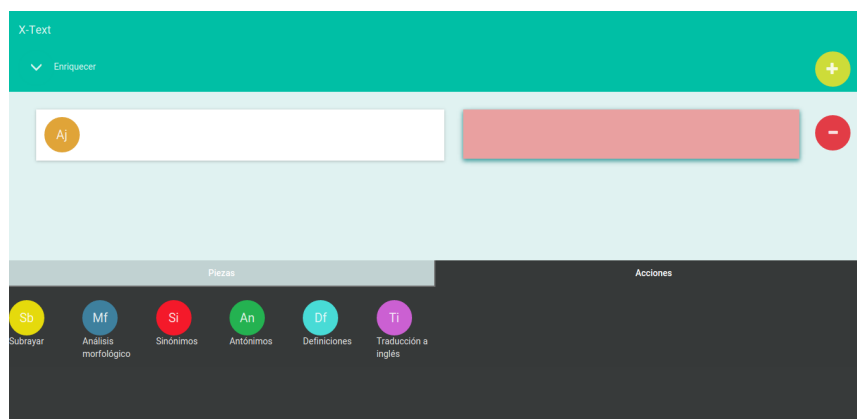 X-Text
Enriquecer
+
Aj
-
Piezas
Acciones
Sb
Mf
Si
An
Df
Ti
Subrayar
Análisis
morfológico
Sinónimos
Antónimos
Definiciones
Traducción a
inglés